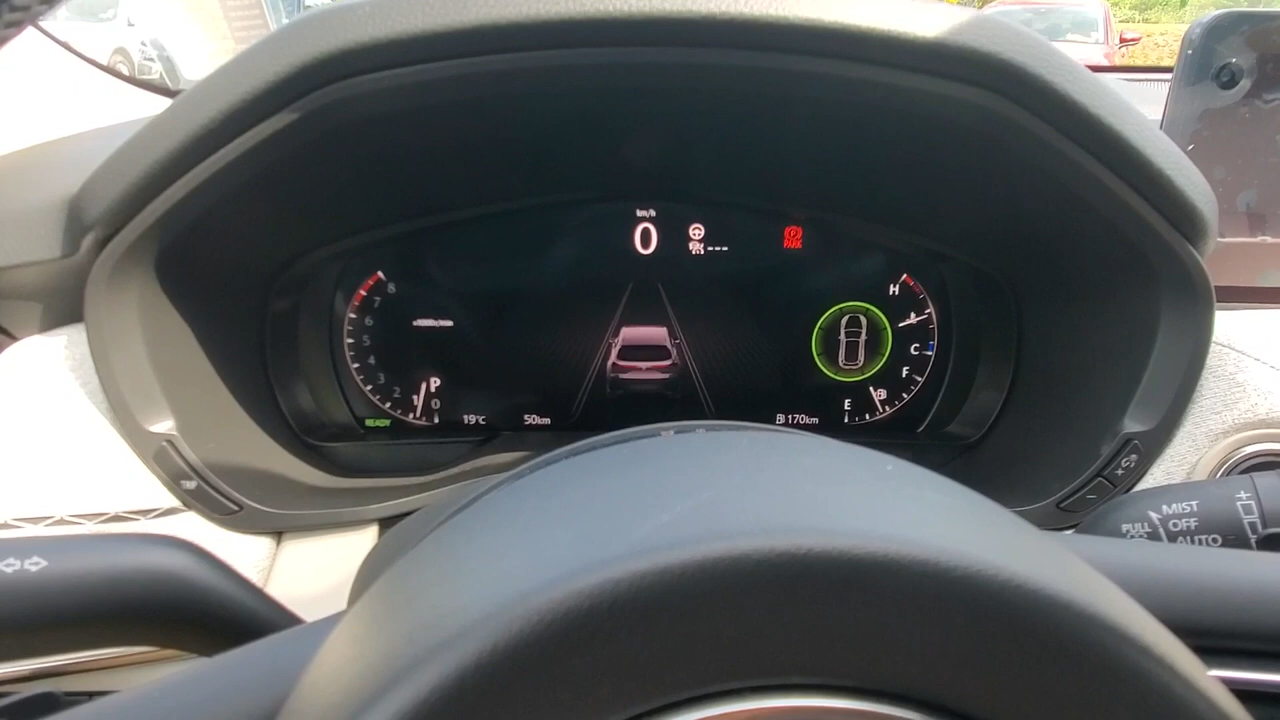 km/h
0
---
P
PARK
8
7
6
5
4
3
2
1
P
0
READY
19°C
50km
H
C
F
E
170km
TRIP
+
-
MIST
PULL OFF
AUTO
+